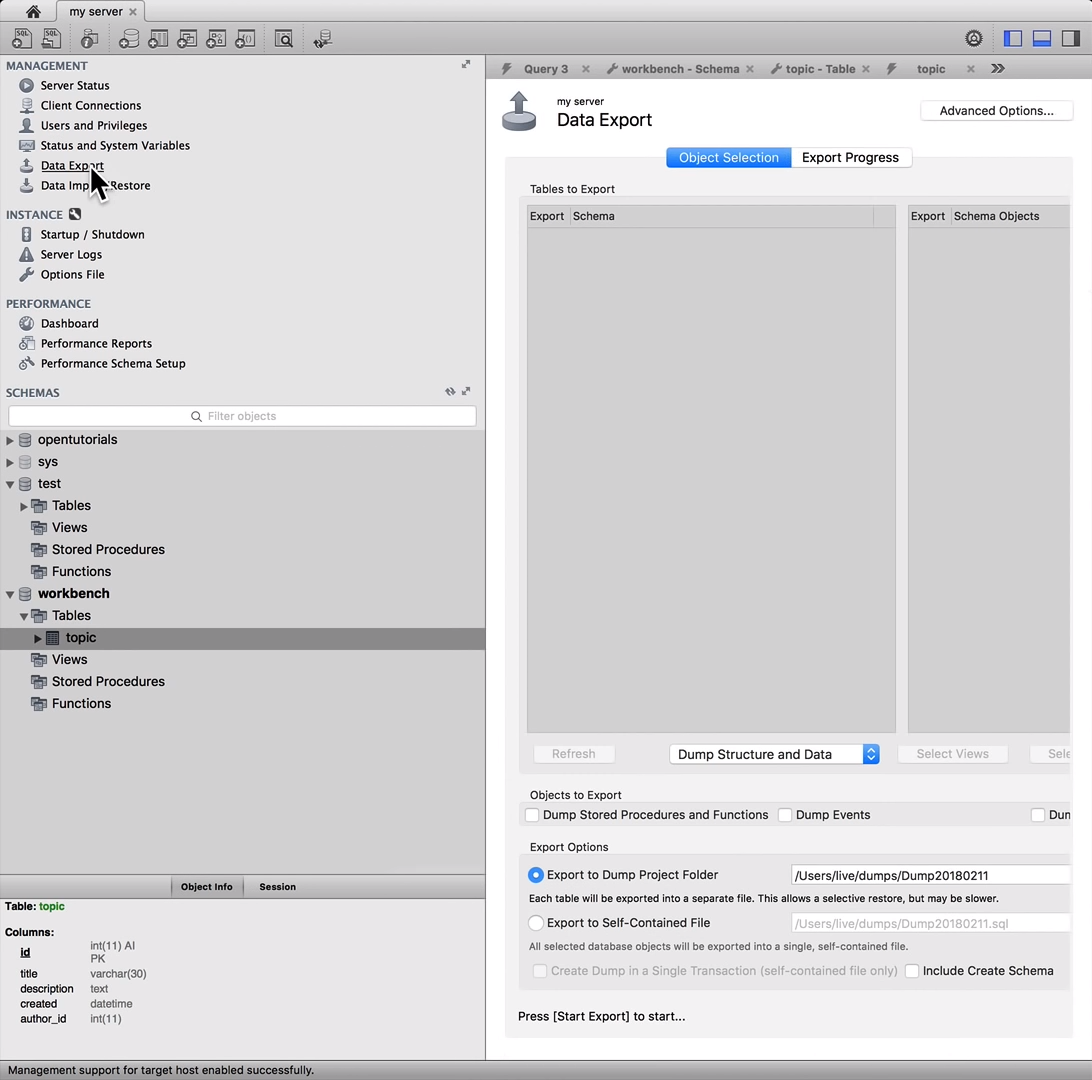 my server
MANAGEMENT
Server Status
Client Connections
Users and Privileges
Status and System Variables
Data Export
Data Import/Restore
INSTANCE
Startup / Shutdown
Server Logs
Options File
PERFORMANCE
Dashboard
Performance Reports
Performance Schema Setup
SCHEMAS
Filter objects
opentutorials
sys
test
Tables
Views
Stored Procedures
Functions
workbench
Tables
topic
Views
Stored Procedures
Functions
Object Info Session
Table: topic
Columns:
id int(11) AI
PK
title varchar(30)
description text
created datetime
author_id int(11)
Query 3 workbench - Schema topic - Table topic
my server
Data Export
Advanced Options...
Object Selection Export Progress
Tables to Export
Export Schema
Export Schema Objects
Refresh Dump Structure and Data Select Views Sele
Objects to Export
Dump Stored Procedures and Functions Dump Events Dun
Export Options
Export to Dump Project Folder /Users/live/dumps/Dump20180211
Each table will be exported into a separate file. This allows a selective restore, but may be slower.
Export to Self-Contained File /Users/live/dumps/Dump20180211.sql
All selected database objects will be exported into a single, self-contained file.
Create Dump in a Single Transaction (self-contained file only) Include Create Schema
Press [Start Export] to start...
Management support for target host enabled successfully.